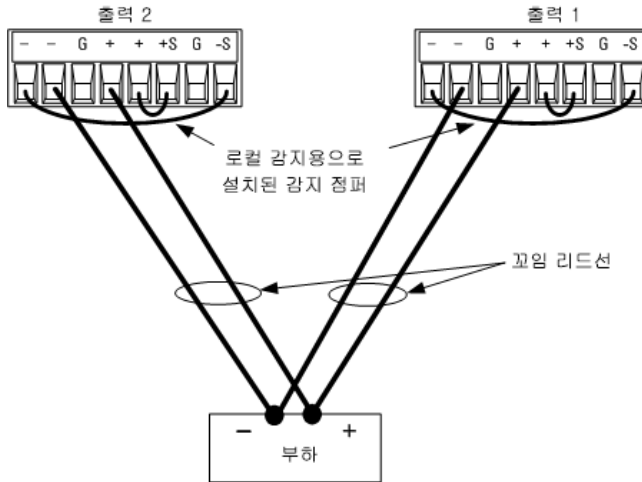 출력 2
출력 1
− − G + + +S G -S
− − G + + +S G -S
로컬 감지용으로
설치된 감지 점퍼
꼬임 리드선
− +
부하